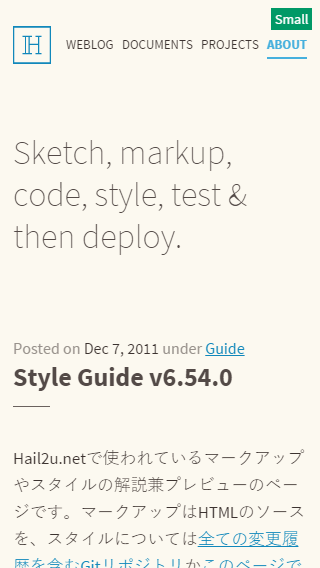 Small
H
WEBLOG DOCUMENTS PROJECTS ABOUT
Sketch, markup,
code, style, test &
then deploy.
Posted on Dec 7, 2011 under Guide
Style Guide v6.54.0
Hail2u.netで使われているマークアップ
やスタイルの解説兼プレビューのペー
ジです。マークアップはHTMLのソース
を、スタイルについては全ての変更履
歴を含むGitリポジトリかこのページで